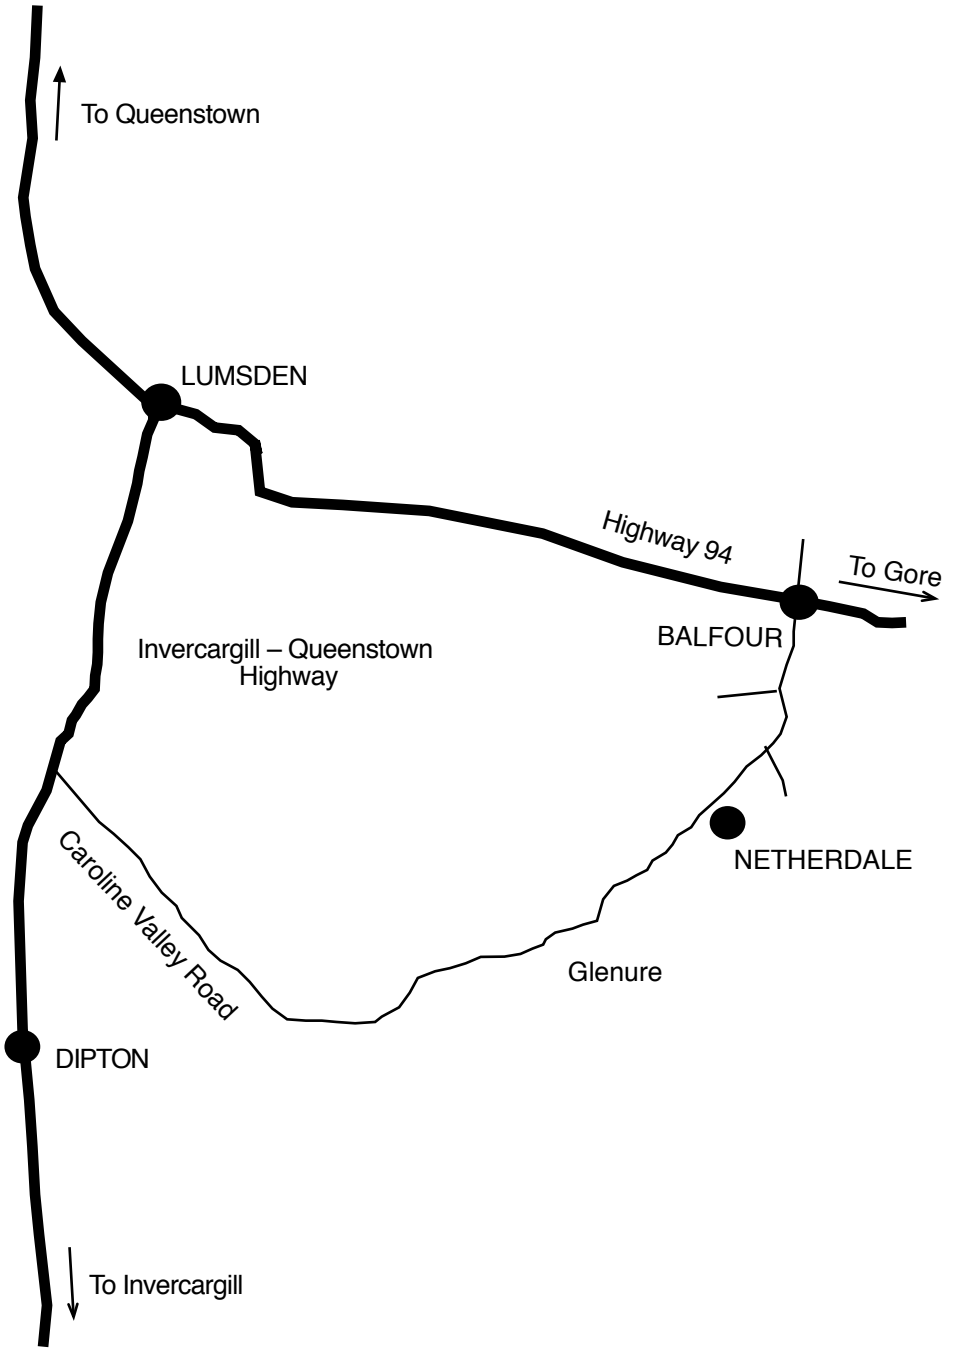 To Queenstown
LUMSDEN
Highway 94
To Gore
BALFOUR
Invercargill – Queenstown
Highway
NETHERDALE
Caroline Valley Road
Glenure
DIPTON
To Invercargill